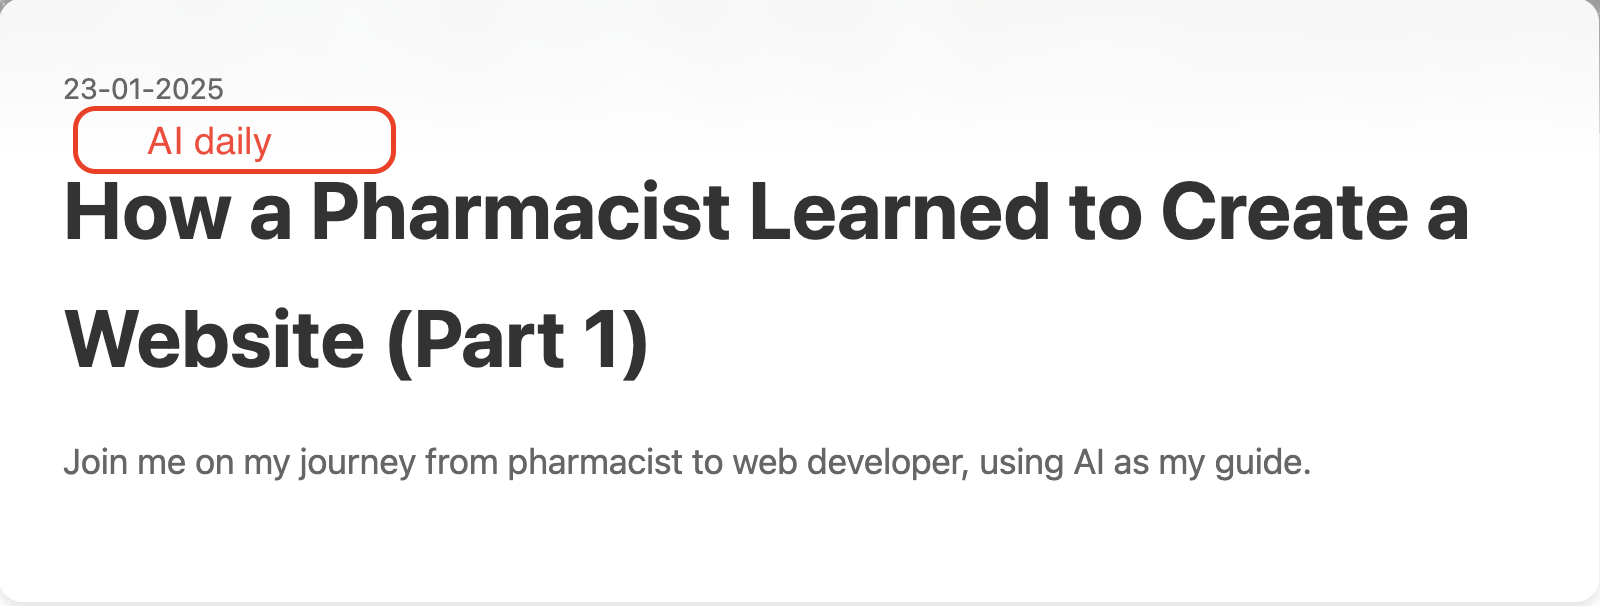 23-01-2025
AI daily
How a Pharmacist Learned to Create a
Website (Part 1)
Join me on my journey from pharmacist to web developer, using AI as my guide.